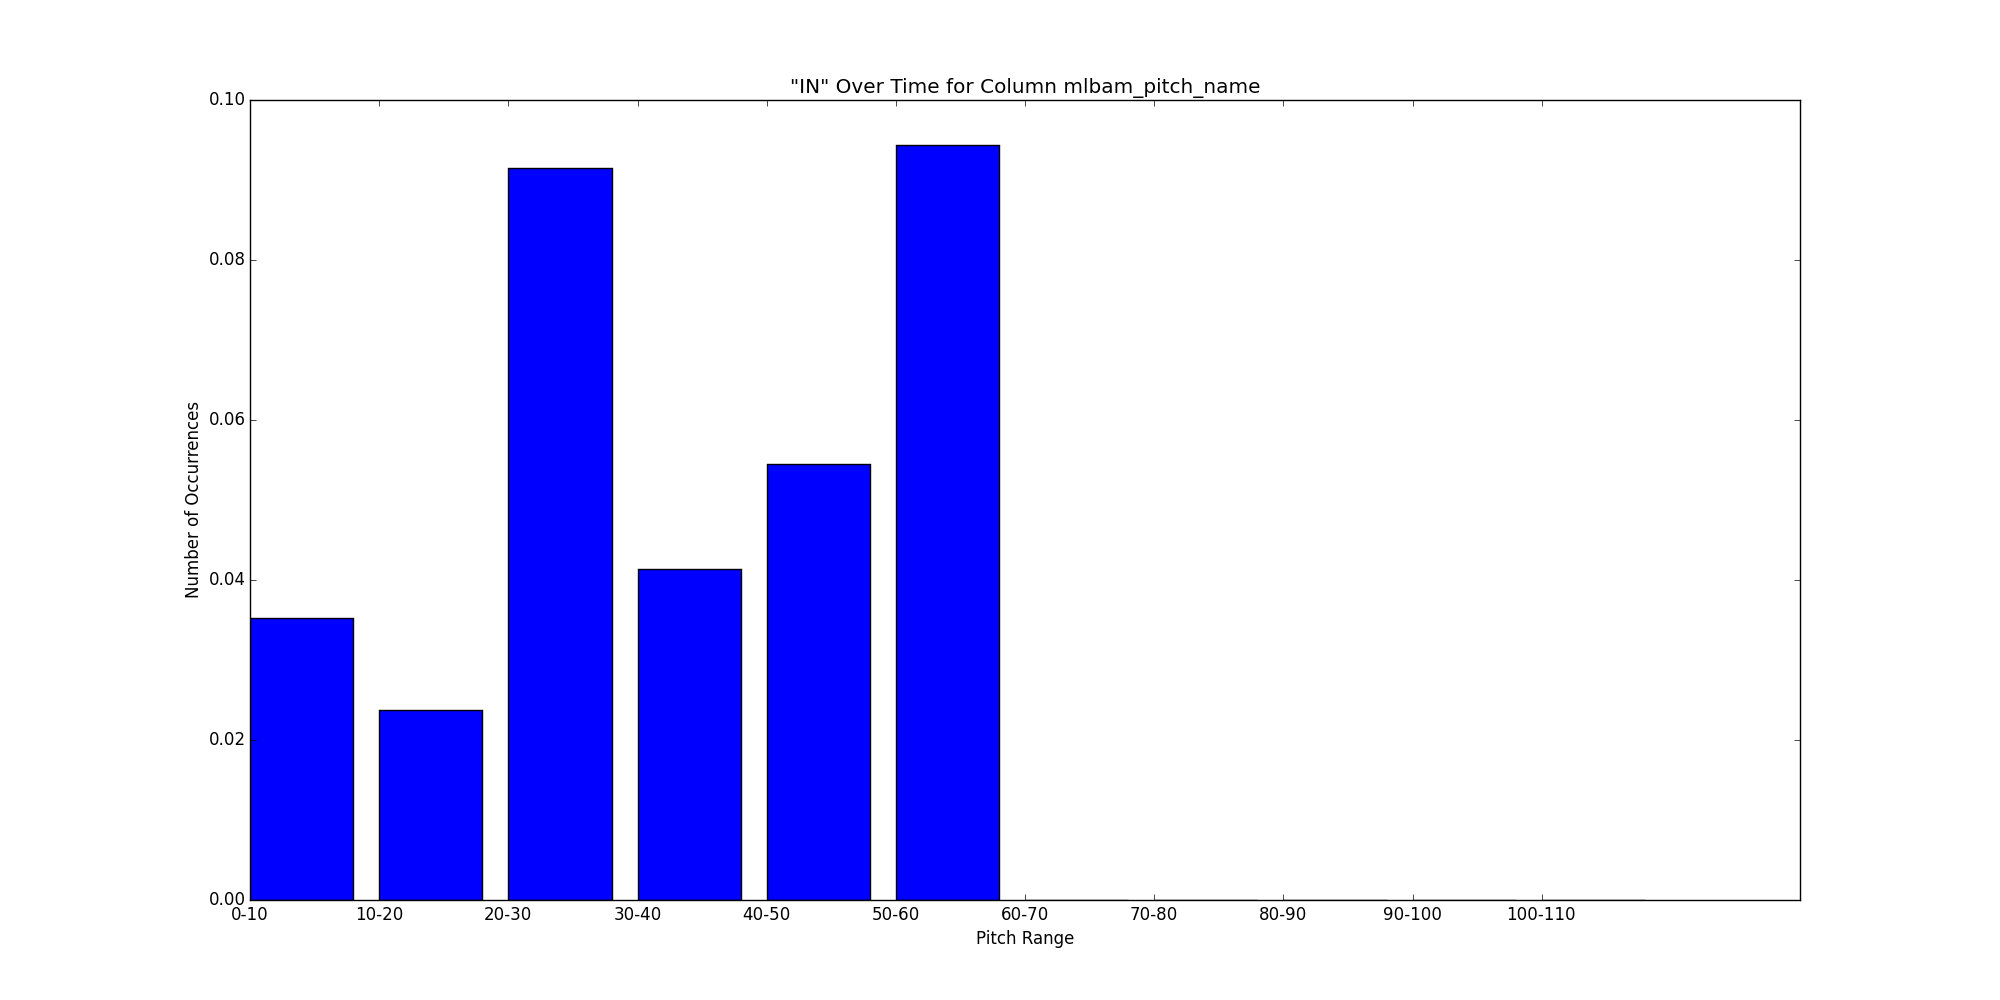 "IN" Over Time for Column mlbam_pitch_name
0.10
0.08
0.06
0.04
0.02
0.00
Number of Occurrences
0-10 10-20 20-30 30-40 40-50 50-60 60-70 70-80 80-90 90-100 100-110
Pitch Range